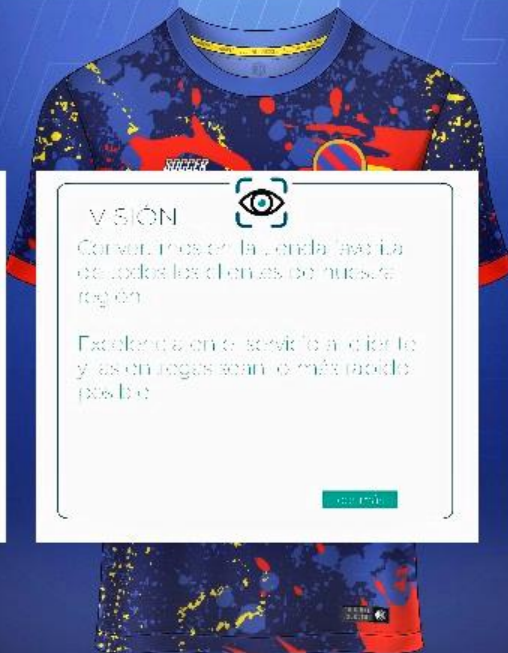 SOCCER
VISIÓN
Convertirnos en la tienda favorita
de todos los clientes de nuestra
región
Excelencia en el servicio al cliente
y las entregas sean lo más rápido
posible